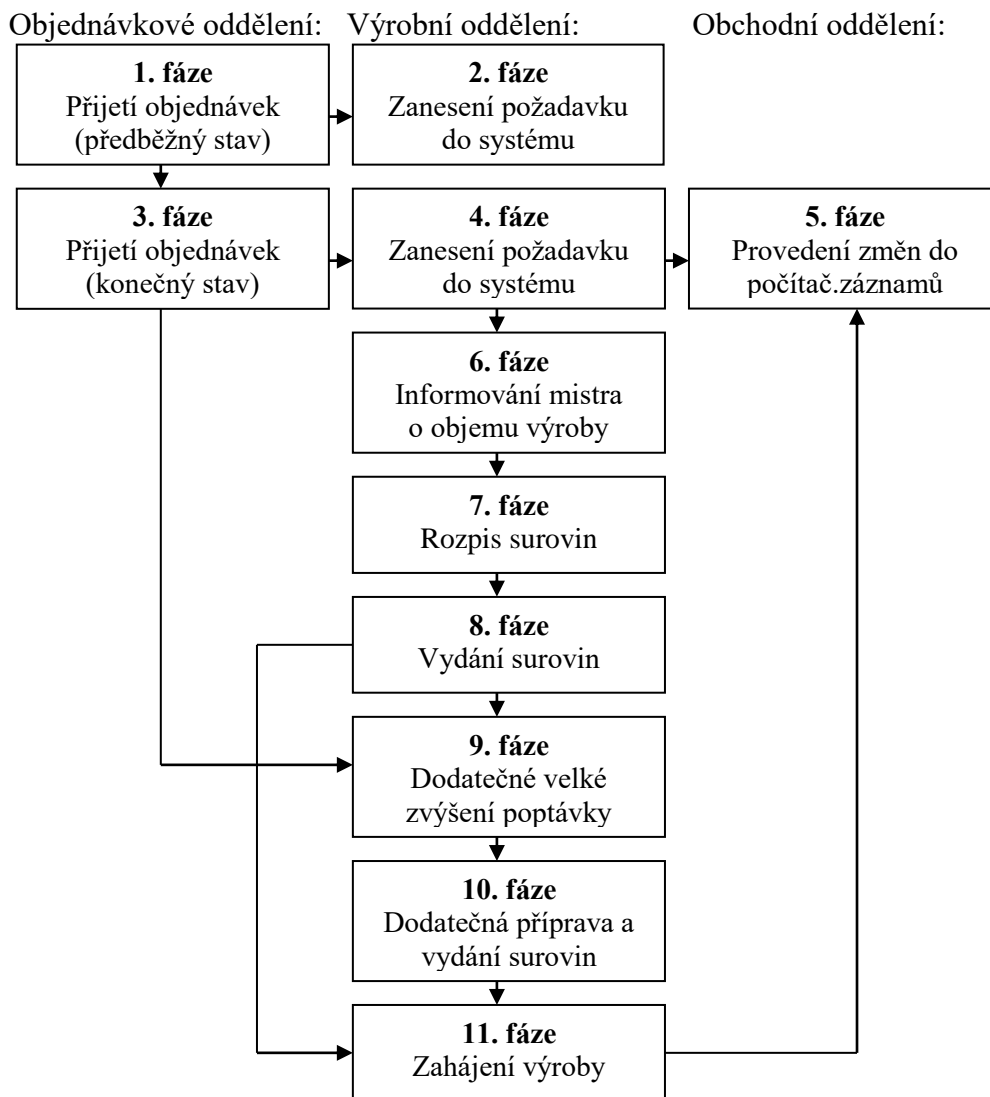 Objednávkové oddělení:
Výrobní oddělení:
Obchodní oddělení:
1. fáze
Přijetí objednávek
(předběžný stav)
2. fáze
Zanesení požadavku
do systému
3. fáze
Přijetí objednávek
(konečný stav)
4. fáze
Zanesení požadavku
do systému
5. fáze
Provedení změn do
počítač.záznamů
6. fáze
Informování mistra
o objemu výroby
7. fáze
Rozpis surovin
8. fáze
Vydání surovin
9. fáze
Dodatečné velké
zvýšení poptávky
10. fáze
Dodatečná příprava a
vydání surovin
11. fáze
Zahájení výroby